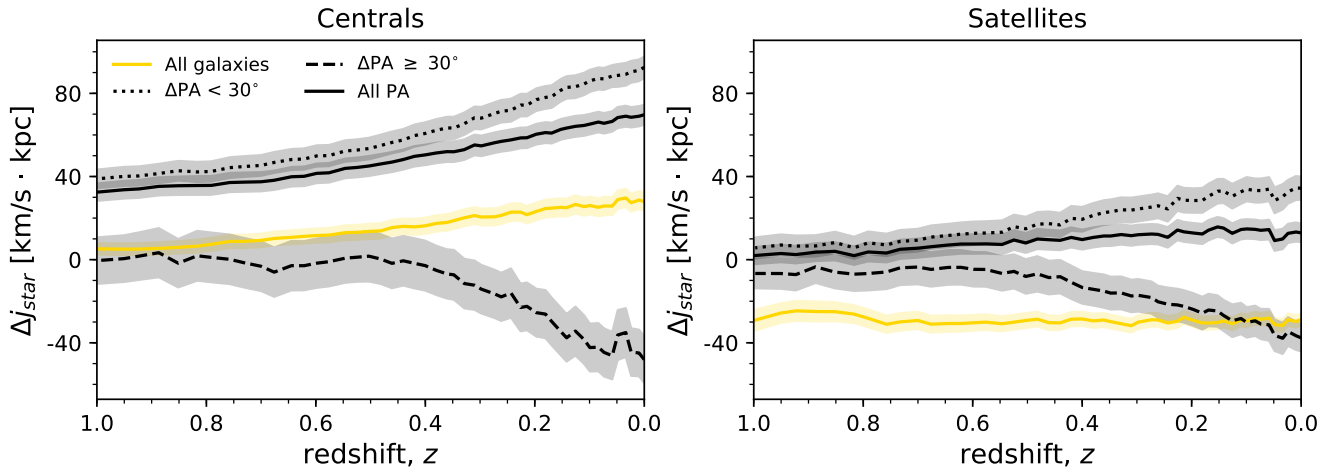 Centrals
All galaxies
ΔPA < 30°
ΔPA ≥ 30°
All PA
Δj_star [km/s · kpc]
80
40
0
-40
1.0 0.8 0.6 0.4 0.2 0.0
redshift, z
Satellites
Δj_star [km/s · kpc]
80
40
0
-40
1.0 0.8 0.6 0.4 0.2 0.0
redshift, z